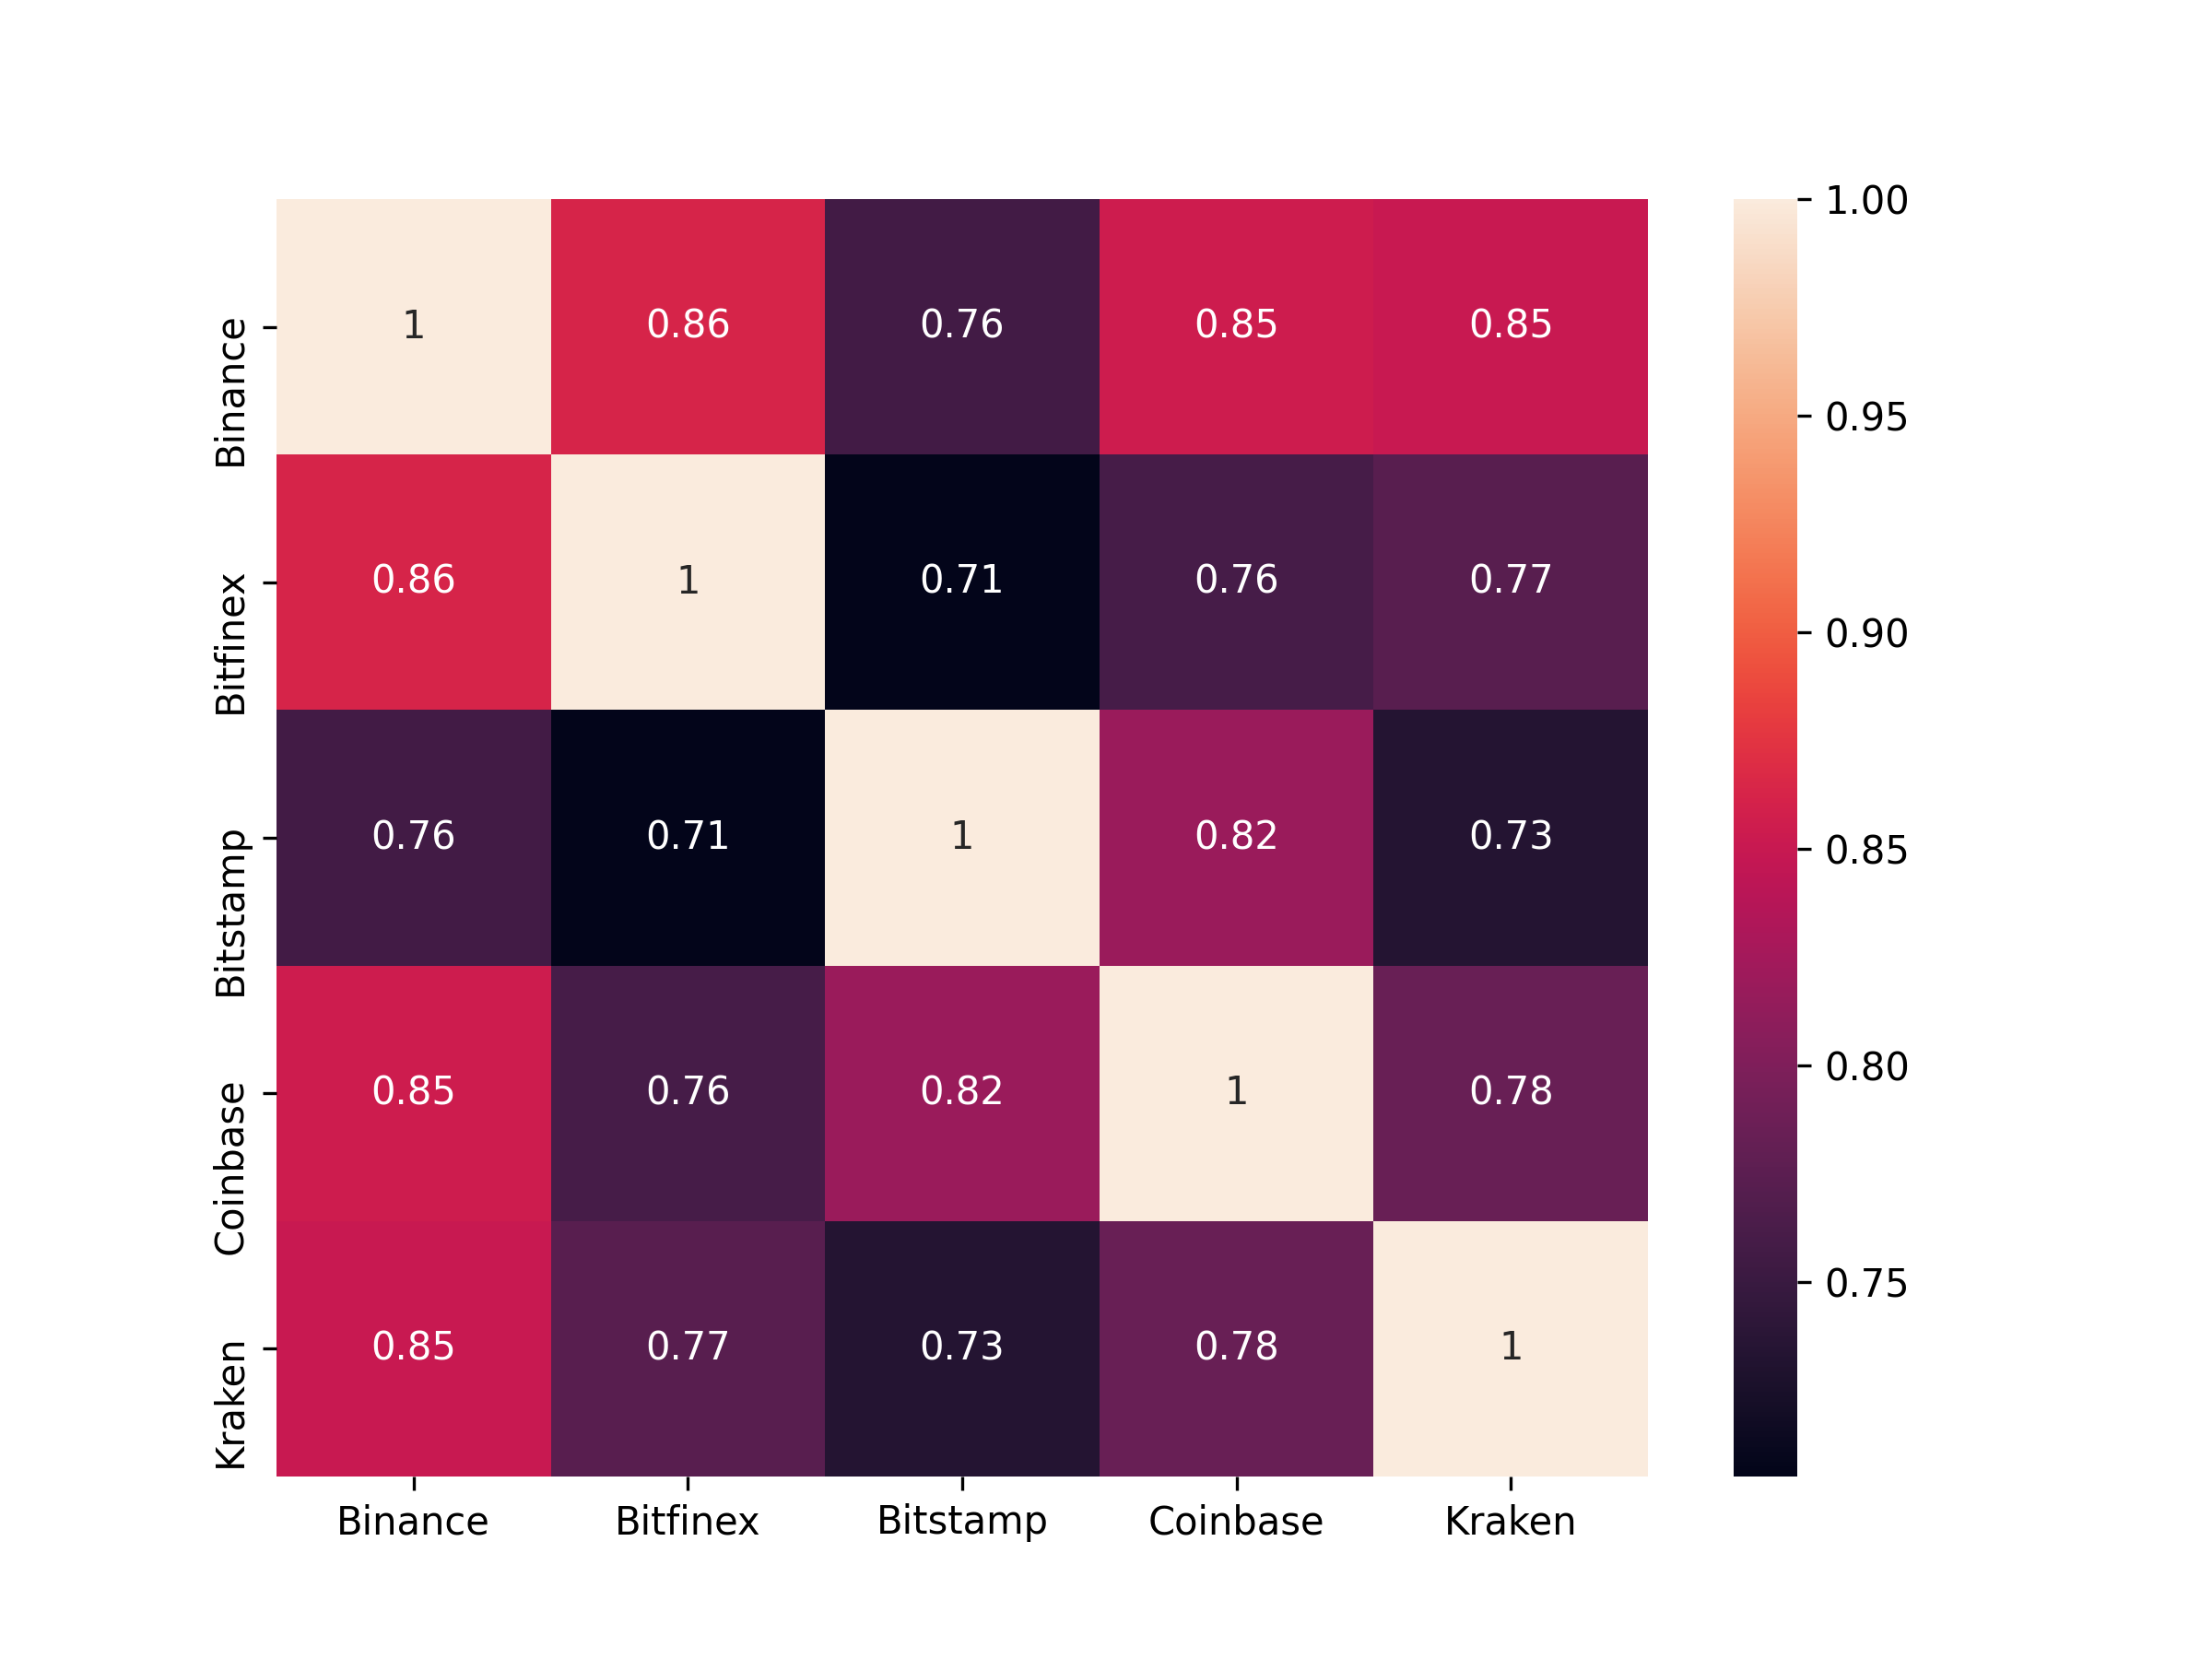 1.00
Binance 1 0.86 0.76 0.85 0.85
0.95
Bitfinex 0.86 1 0.71 0.76 0.77
0.90
Bitstamp 0.76 0.71 1 0.82 0.73
0.85
Coinbase 0.85 0.76 0.82 1 0.78
0.80
Kraken 0.85 0.77 0.73 0.78 1
0.75
Binance Bitfinex Bitstamp Coinbase Kraken